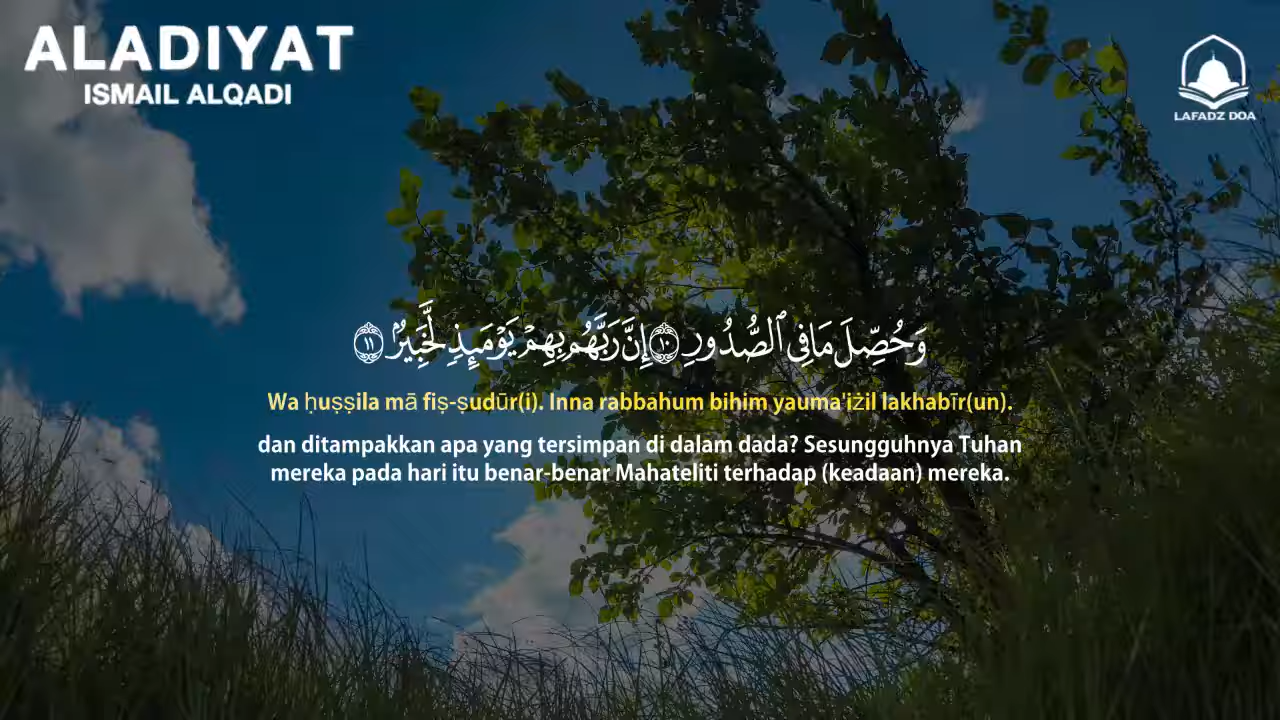 ALADIYAT
ISMAIL ALQADI
LAFADZ DOA
وَحُصِّلَ مَا فِى ٱلصُّدُورِ ١٠ إِنَّ رَبَّهُم بِهِمْ يَوْمَئِذٍ لَّخَبِيرٌۢ ١١
Wa ḥuṣṣila mā fiṣ-ṣudūr(i). Inna rabbahum bihim yauma'iżil lakhabīr(un).
dan ditampakkan apa yang tersimpan di dalam dada? Sesungguhnya Tuhan
mereka pada hari itu benar-benar Mahateliti terhadap (keadaan) mereka.